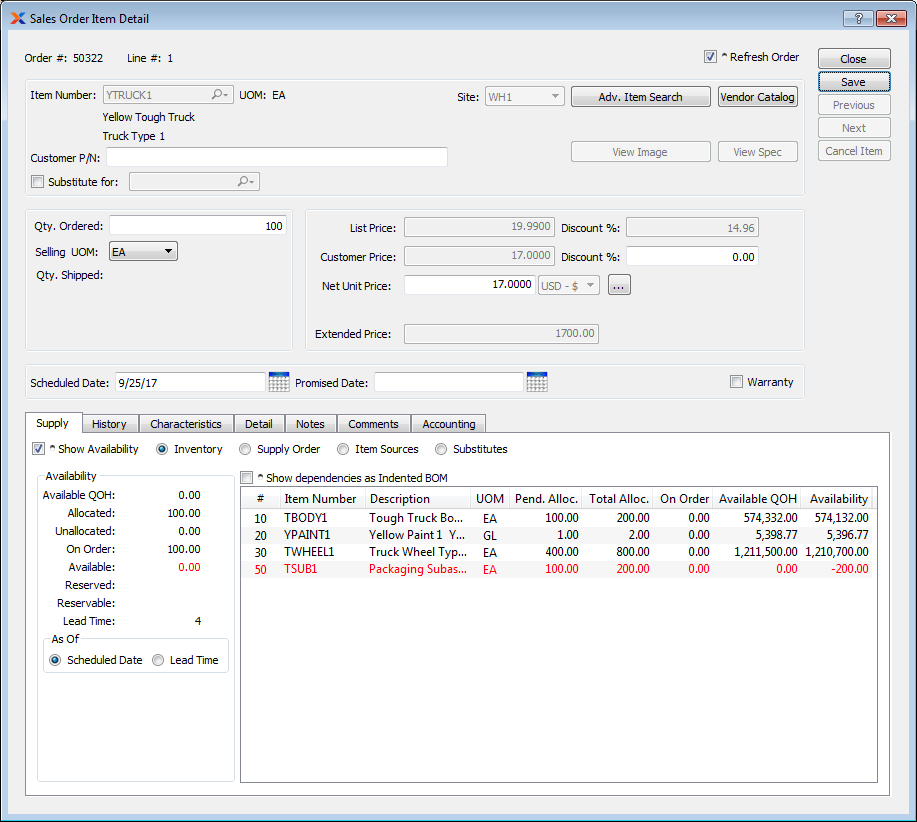 Sales Order Item Detail
Order #: 50322 Line #: 1 ^ Refresh Order Close
Save
Item Number: YTRUCK1 UOM: EA Site: WH1 Adv. Item Search Vendor Catalog Previous
Yellow Tough Truck
Next
Truck Type 1
Customer P/N: View Image View Spec Cancel Item
Substitute for:
Qty. Ordered: 100 List Price: 19.9900 Discount %: 14.96
Selling UOM: EA Customer Price: 17.0000 Discount %: 0.00
Qty. Shipped: Net Unit Price: 17.0000 USD - $ ...
Extended Price: 1700.00
Scheduled Date: 9/25/17 Promised Date: Warranty
Supply History Characteristics Detail Notes Comments Accounting
^ Show Availability Inventory Supply Order Item Sources Substitutes
Availability ^ Show dependencies as Indented BOM
Available QOH: 0.00
Allocated: 100.00
Unallocated: 0.00
On Order: 100.00
Available: 0.00
Reserved:
Reservable:
Lead Time: 4
As Of
Scheduled Date Lead Time
# Item Number Description UOM Pend. Alloc. Total Alloc. On Order Available QOH Availability
10 TBODY1 Tough Truck Bo... EA 100.00 200.00 0.00 574,332.00 574,132.00
20 YPAINT1 Yellow Paint 1 Y... GL 1.00 2.00 0.00 5,398.77 5,396.77
30 TWHEEL1 Truck Wheel Typ... EA 400.00 800.00 0.00 1,211,500.00 1,210,700.00
50 TSUB1 Packaging Subas... EA 100.00 200.00 0.00 0.00 -200.00